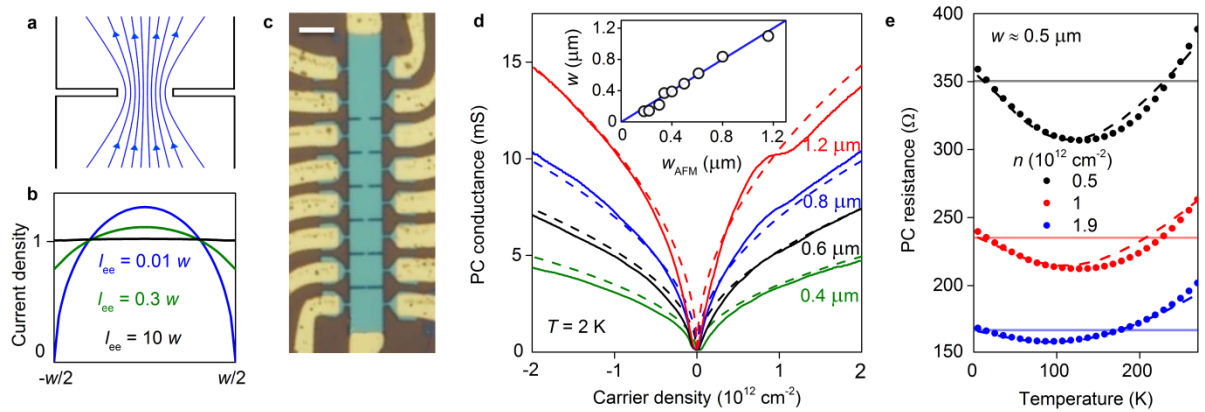 a
Current density
b
1
0
l_ee = 0.01 w
l_ee = 0.3 w
l_ee = 10 w
-w/2
w/2
c
d
PC conductance (mS)
15
10
5
0
-2
-1
0
1
2
Carrier density (10¹² cm⁻²)
T = 2 K
1.2 μm
0.8 μm
0.6 μm
0.4 μm
w (μm)
1.2
0.8
0.4
0
0
0.4
0.8
1.2
w_AFM (μm)
e
PC resistance (Ω)
400
350
300
250
200
150
w ≈ 0.5 μm
n (10¹² cm⁻²)
0.5
1
1.9
0
100
200
Temperature (K)